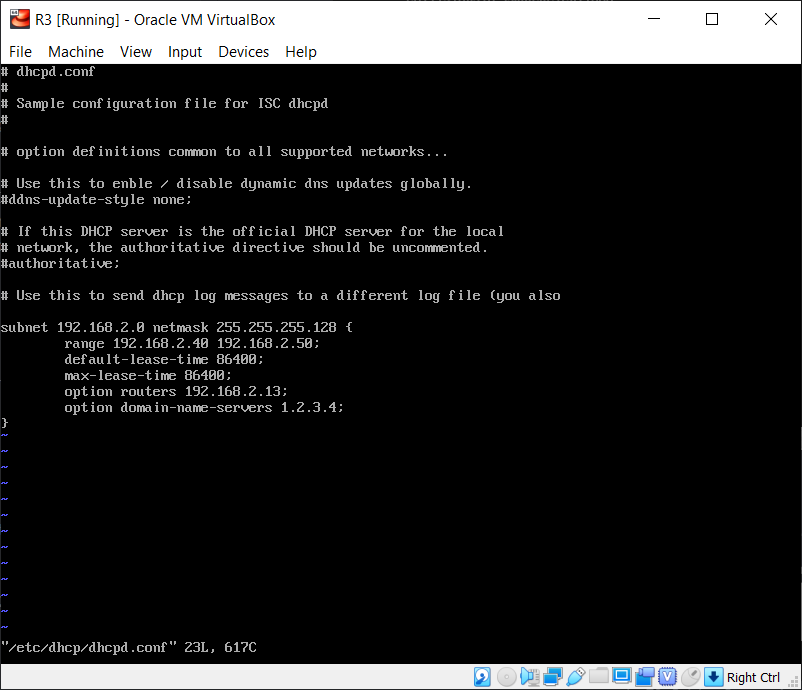 R3 [Running] - Oracle VM VirtualBox
File Machine View Input Devices Help
# dhcpd.conf
#
# Sample configuration file for ISC dhcpd
#
# option definitions common to all supported networks...
# Use this to enble / disable dynamic dns updates globally.
#ddns-update-style none;
# If this DHCP server is the official DHCP server for the local
# network, the authoritative directive should be uncommented.
#authoritative;
# Use this to send dhcp log messages to a different log file (you also
subnet 192.168.2.0 netmask 255.255.255.128 {
range 192.168.2.40 192.168.2.50;
default-lease-time 86400;
max-lease-time 86400;
option routers 192.168.2.13;
option domain-name-servers 1.2.3.4;
}
~
~
~
~
~
~
~
~
~
~
~
~
~
"/etc/dhcp/dhcpd.conf" 23L, 617C
Right Ctrl